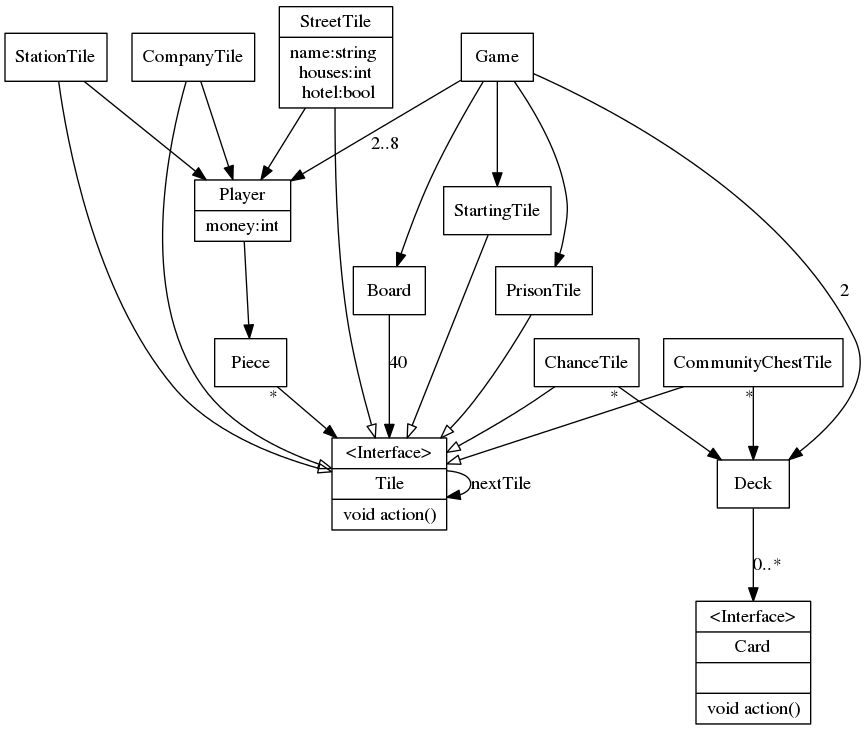 StreetTile
name:string
houses:int
hotel:bool
StationTile
CompanyTile
Game
2..8
Player
money:int
StartingTile
Board
PrisonTile
2
Piece
40
ChanceTile
CommunityChestTile
*
*
*
<Interface>
Tile
void action()
nextTile
Deck
0..*
<Interface>
Card
void action()